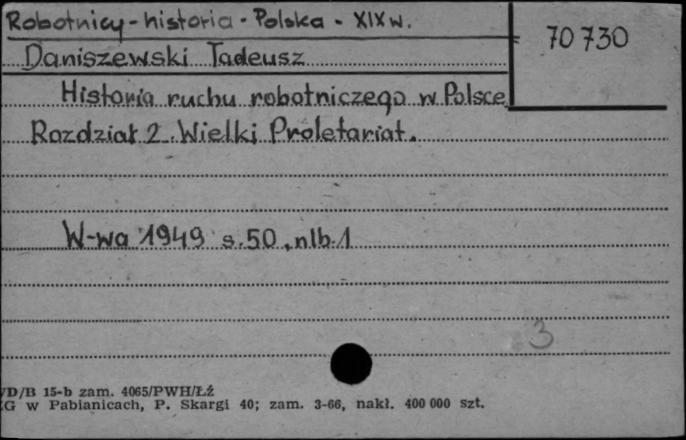 Robotnicy - historia - Polska - XIX w.
70 730
Daniszewski Tadeusz
Historia ruchu robotniczego w Polsce
Rozdział 2. Wielki Proletariat.
W-wa 1949 s. 50, nlb. 1
3
/D/B 15-b zam. 4065/PWH/Łź
G w Pabianicach, P. Skargi 40; zam. 3-66, nakł. 400 000 szt.